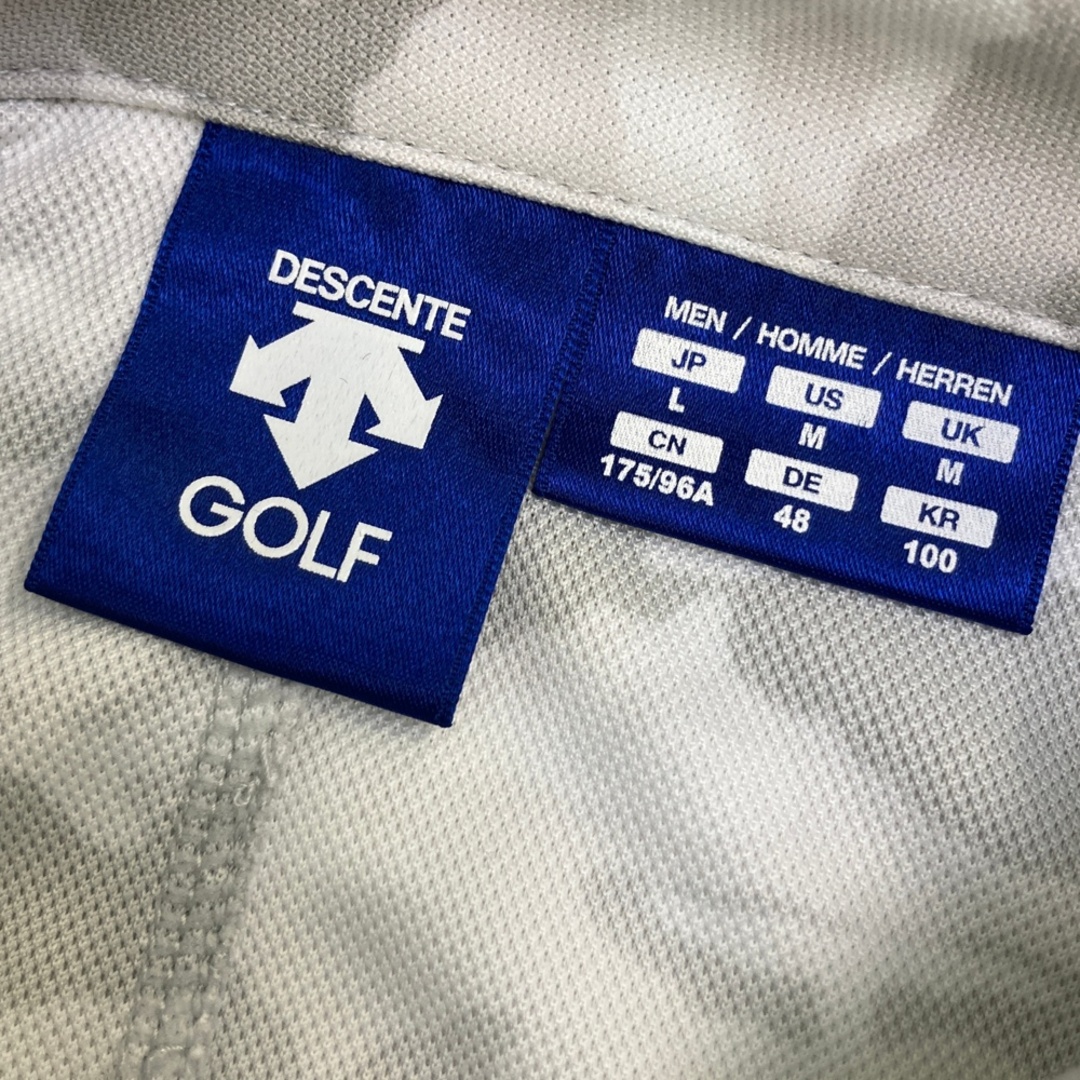 DESCENTE
GOLF
MEN / HOMME / HERREN
JP US UK
L M M
CN DE KR
175/96A 48 100